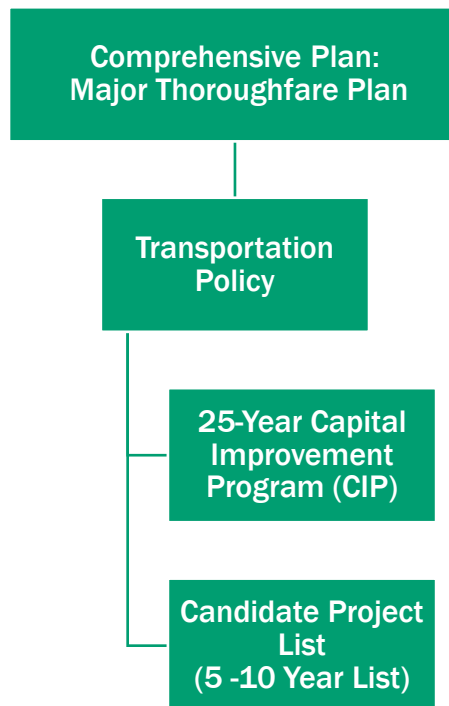 Comprehensive Plan:
Major Thoroughfare Plan
Transportation
Policy
25-Year Capital
Improvement
Program (CIP)
Candidate Project
List
(5 -10 Year List)